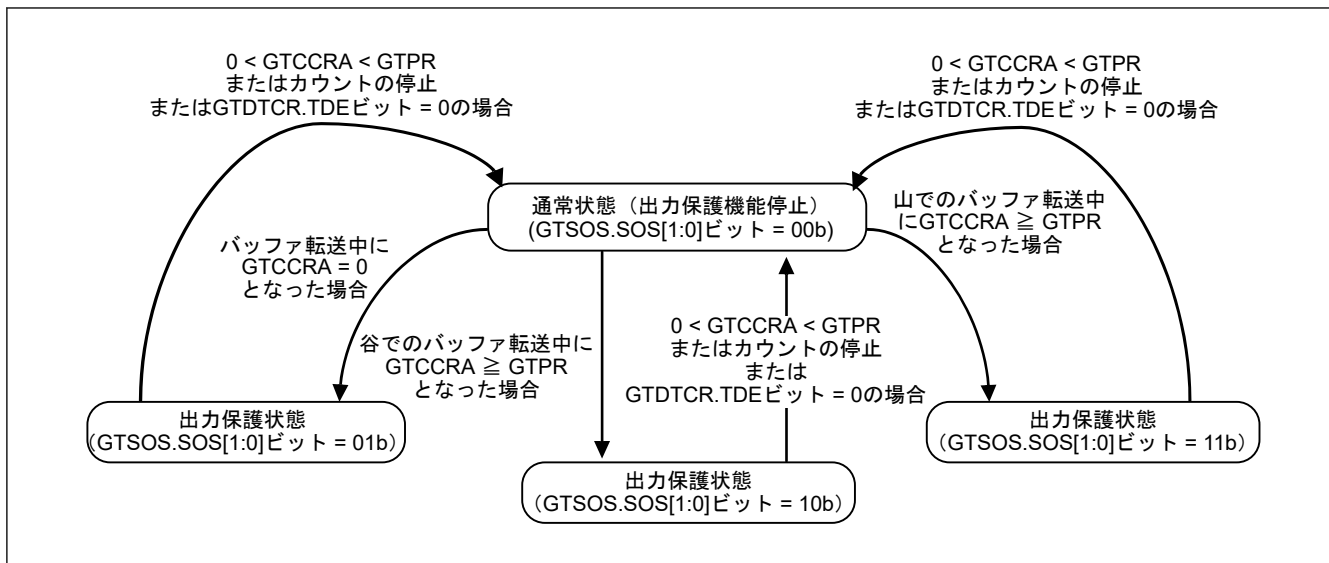 0 < GTCCRA < GTPR
またはカウントの停止
またはGTDTCR.TDEビット = 0の場合
0 < GTCCRA < GTPR
またはカウントの停止
またはGTDTCR.TDEビット = 0の場合
通常状態（出力保護機能停止）
(GTSOS.SOS[1:0]ビット = 00b)
山でのバッファ転送中
にGTCCRA ≧ GTPR
となった場合
バッファ転送中に
GTCCRA = 0
となった場合
谷でのバッファ転送中に
GTCCRA ≧ GTPR
となった場合
0 < GTCCRA < GTPR
またはカウントの停止
または
GTDTCR.TDEビット = 0の場合
出力保護状態
（GTSOS.SOS[1:0]ビット = 01b）
出力保護状態
（GTSOS.SOS[1:0]ビット = 10b）
出力保護状態
（GTSOS.SOS[1:0]ビット = 11b）